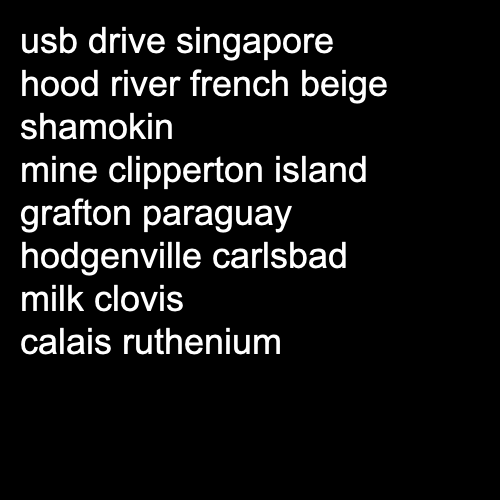 usb drive singapore
hood river french beige
shamokin
mine clipperton island
grafton paraguay
hodgenville carlsbad
milk clovis
calais ruthenium